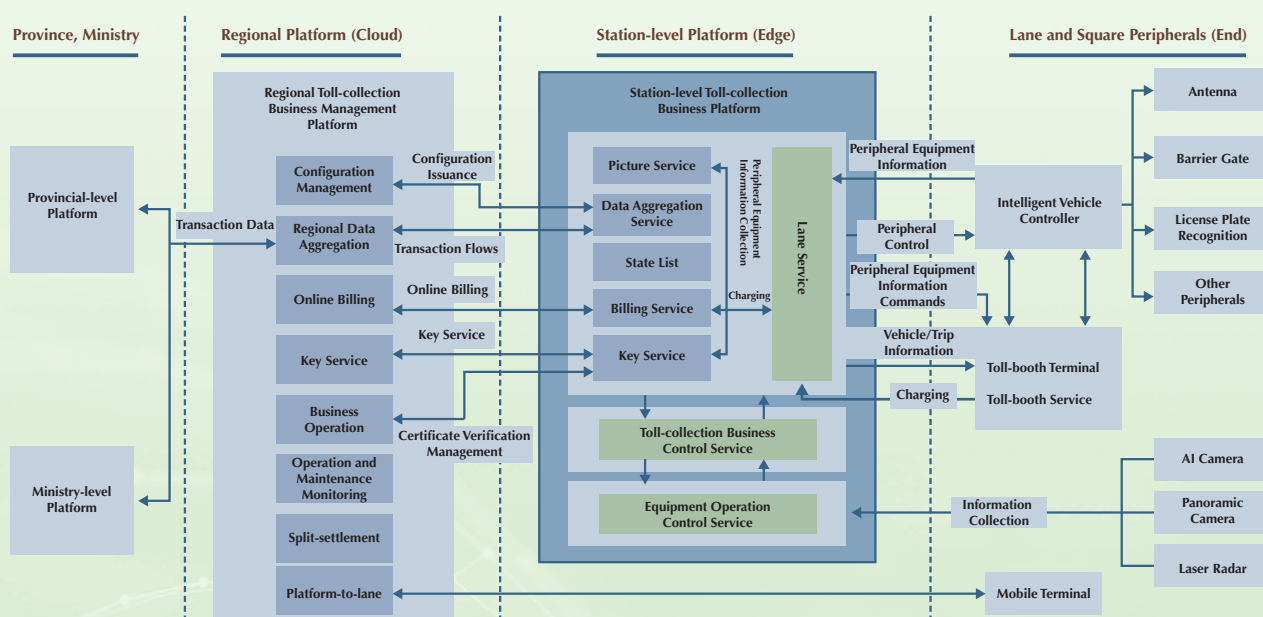 Province, Ministry
Regional Platform (Cloud)
Station-level Platform (Edge)
Lane and Square Peripherals (End)
Provincial-level
Platform
Ministry-level
Platform
Transaction Data
Regional Toll-collection
Business Management
Platform
Configuration
Management
Regional Data
Aggregation
Online Billing
Key Service
Business
Operation
Operation and
Maintenance
Monitoring
Split-settlement
Platform-to-lane
Configuration
Issuance
Transaction Flows
Online Billing
Key Service
Certificate Verification
Management
Station-level Toll-collection
Business Platform
Picture Service
Data Aggregation
Service
State List
Billing Service
Key Service
Peripheral Equipment
Information Collection
Charging
Lane Service
Toll-collection Business
Control Service
Equipment Operation
Control Service
Peripheral Equipment
Information
Peripheral
Control
Peripheral Equipment
Information
Commands
Vehicle/Trip
Information
Charging
Information
Collection
Intelligent Vehicle
Controller
Toll-booth Terminal
Toll-booth Service
Mobile Terminal
Antenna
Barrier Gate
License Plate
Recognition
Other
Peripherals
AI Camera
Panoramic
Camera
Laser Radar